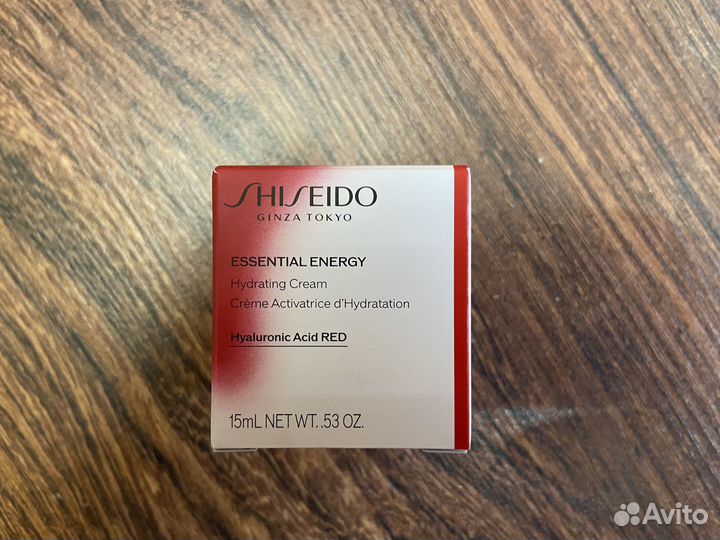 SHISEIDO
GINZA TOKYO
ESSENTIAL ENERGY
Hydrating Cream
Crème Activatrice d'Hydratation
Hyaluronic Acid RED
15mL NET WT. .53 OZ.
Avito